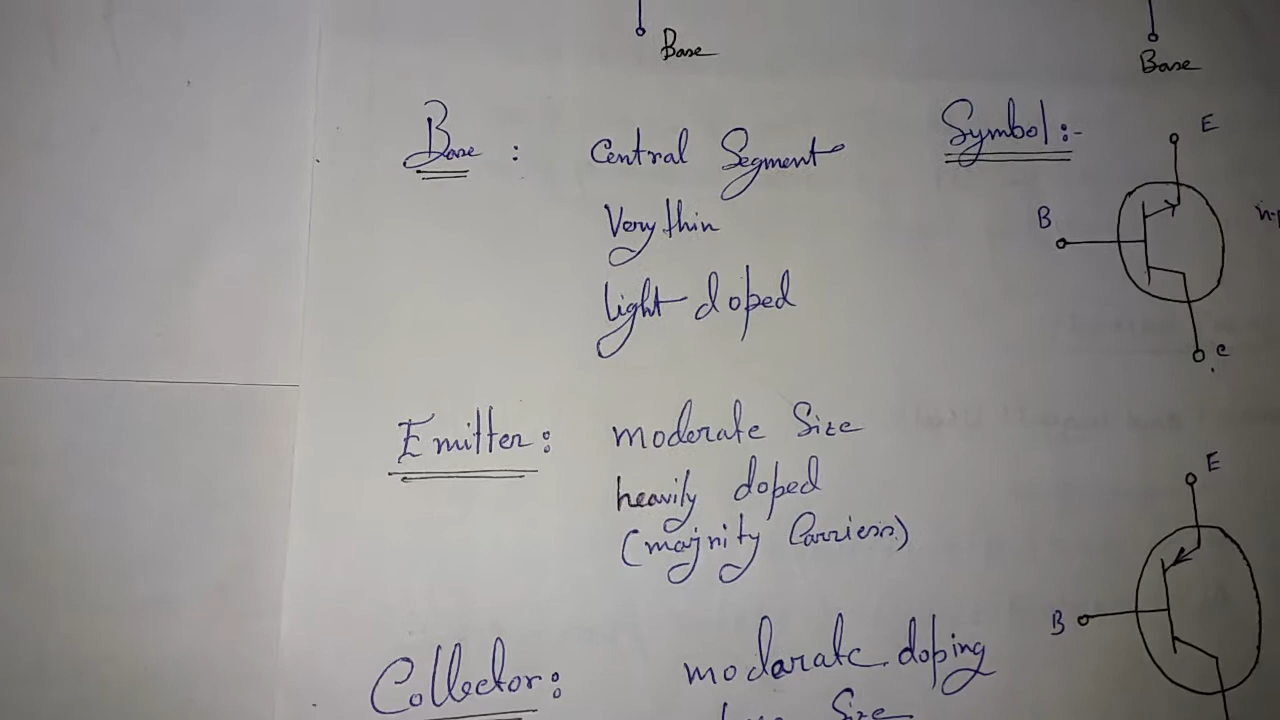 Base
Base
Base : Central Segment
Very thin
light doped
Symbol :-
E
B
c
Emitter : moderate Size
heavily doped
(majority Carriers)
E
B
Collector : moderate doping
Size